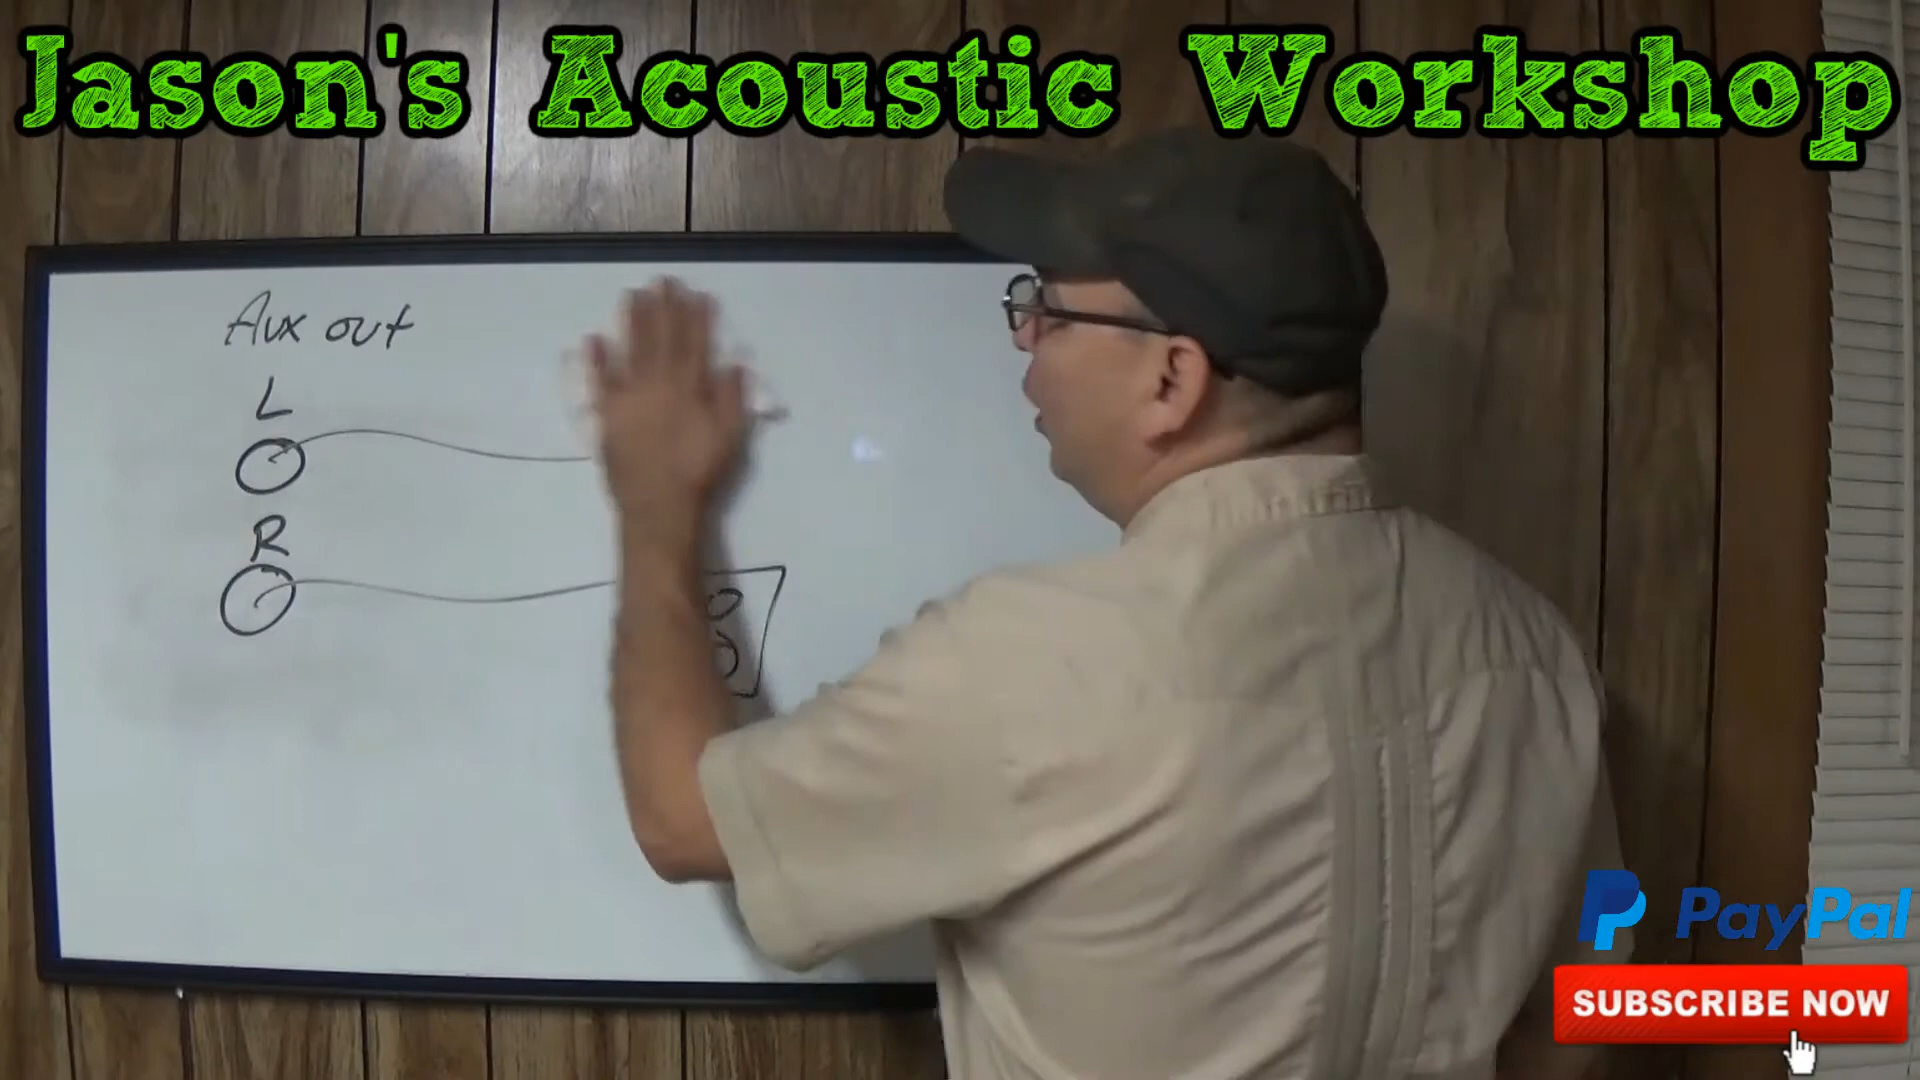 Jason's Acoustic Workshop
Aux out
L
R
PayPal
SUBSCRIBE NOW